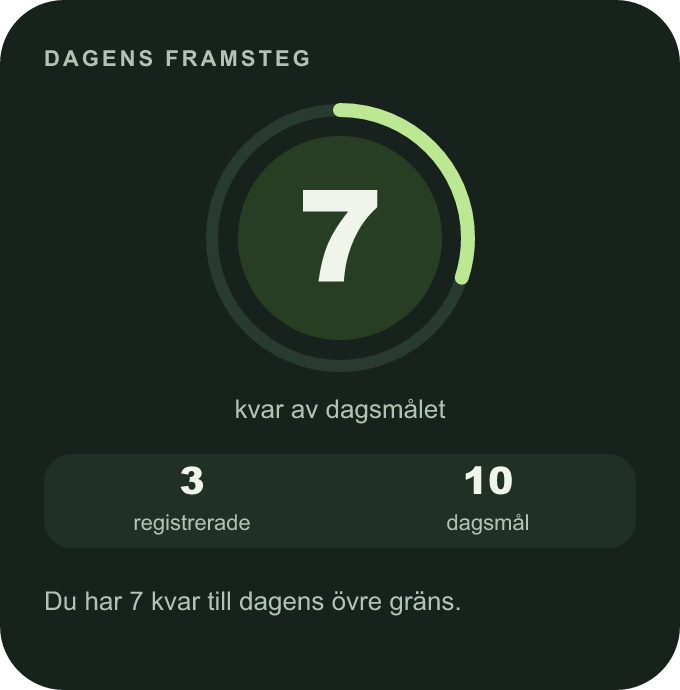 DAGENS FRAMSTEG
7
kvar av dagsmålet
3 10
registrerade dagsmål
Du har 7 kvar till dagens övre gräns.